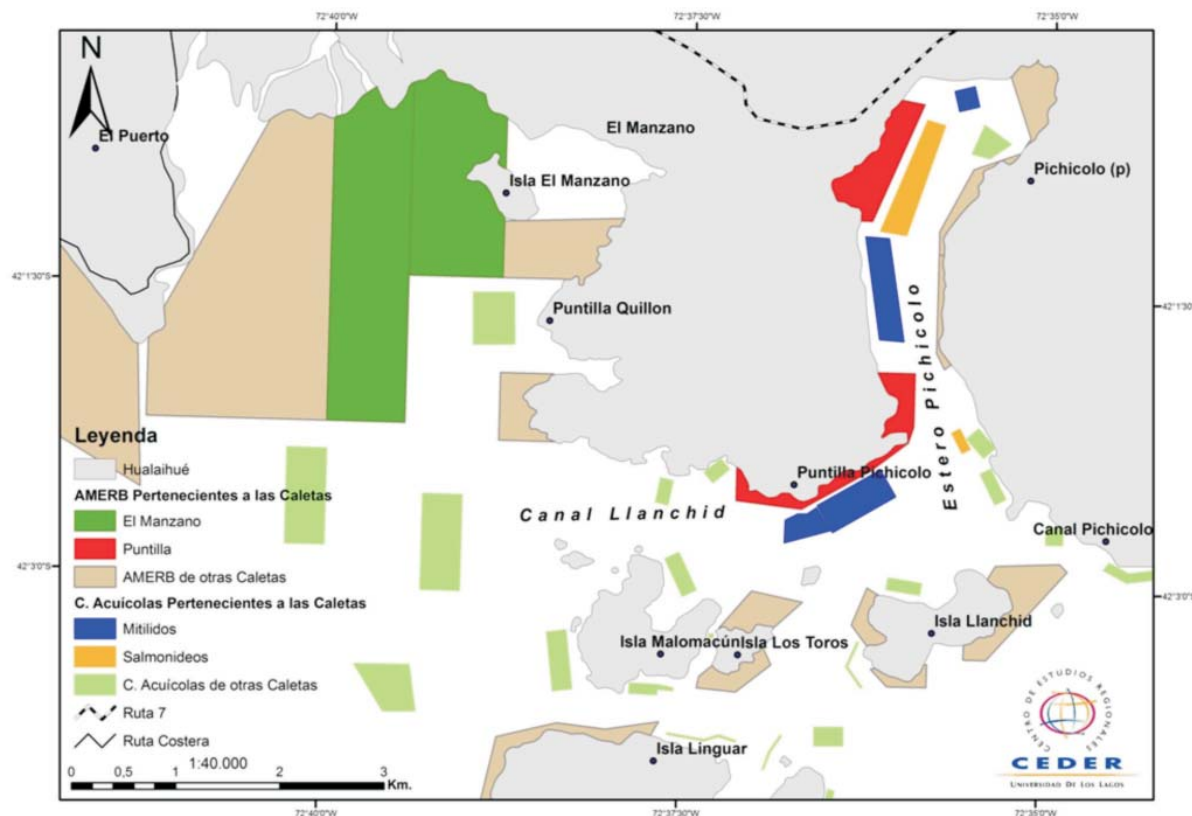 72°40'0"W
72°37'30"W
72°35'0"W
N
El Puerto
El Manzano
Isla El Manzano
Pichicolo (p)
42°1'30"S
42°1'30"S
Puntilla Quillon
Estero Pichicolo
Leyenda
Hualaihué
AMERB Pertenecientes a las Caletas
El Manzano
Puntilla
AMERB de otras Caletas
C. Acuícolas Pertenecientes a las Caletas
Mitilidos
Salmonideos
C. Acuícolas de otras Caletas
Ruta 7
Ruta Costera
1:40.000
0 0,5 1 2 3 Km.
Puntilla Pichicolo
Canal Llanchid
Canal Pichicolo
42°3'0"S
42°3'0"S
Isla Malomacún
Isla Los Toros
Isla Llanchid
Isla Linguar
CENTRO DE ESTUDIOS REGIONALES
CEDER
UNIVERSIDAD DE LOS LAGOS
72°40'0"W
72°37'30"W
72°35'0"W